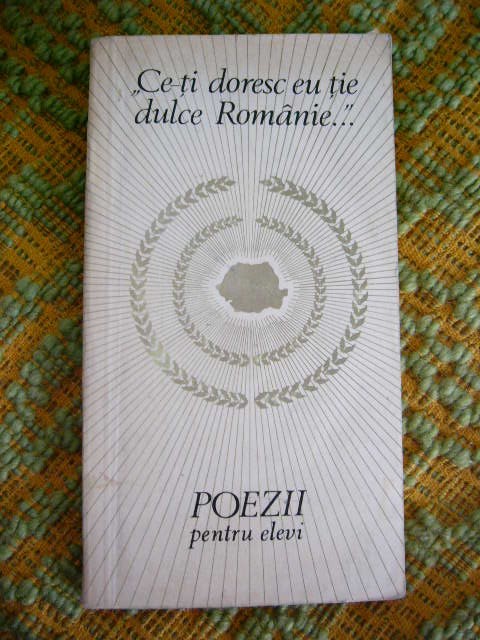 „Ce-ți doresc eu ție
dulce Românie...”.
POEZII
pentru elevi